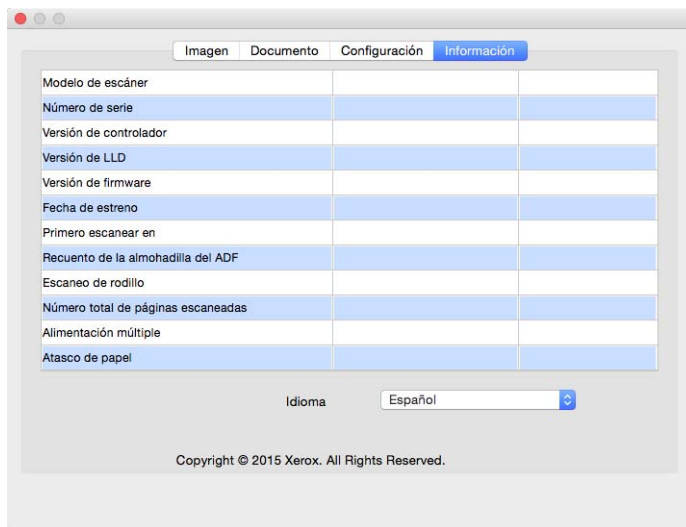 Imagen Documento Configuración Información
Modelo de escáner
Número de serie
Versión de controlador
Versión de LLD
Versión de firmware
Fecha de estreno
Primero escanear en
Recuento de la almohadilla del ADF
Escaneo de rodillo
Número total de páginas escaneadas
Alimentación múltiple
Atasco de papel
Idioma Español
Copyright © 2015 Xerox. All Rights Reserved.